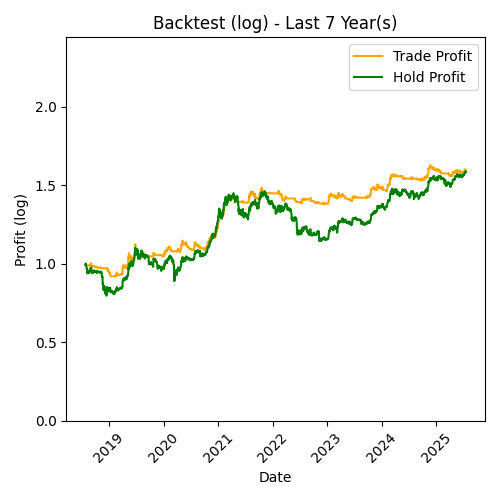 Backtest (log) - Last 7 Year(s)
Trade Profit
Hold Profit
Profit (log)
2.0
1.5
1.0
0.5
0.0
2019
2020
2021
2022
2023
2024
2025
Date